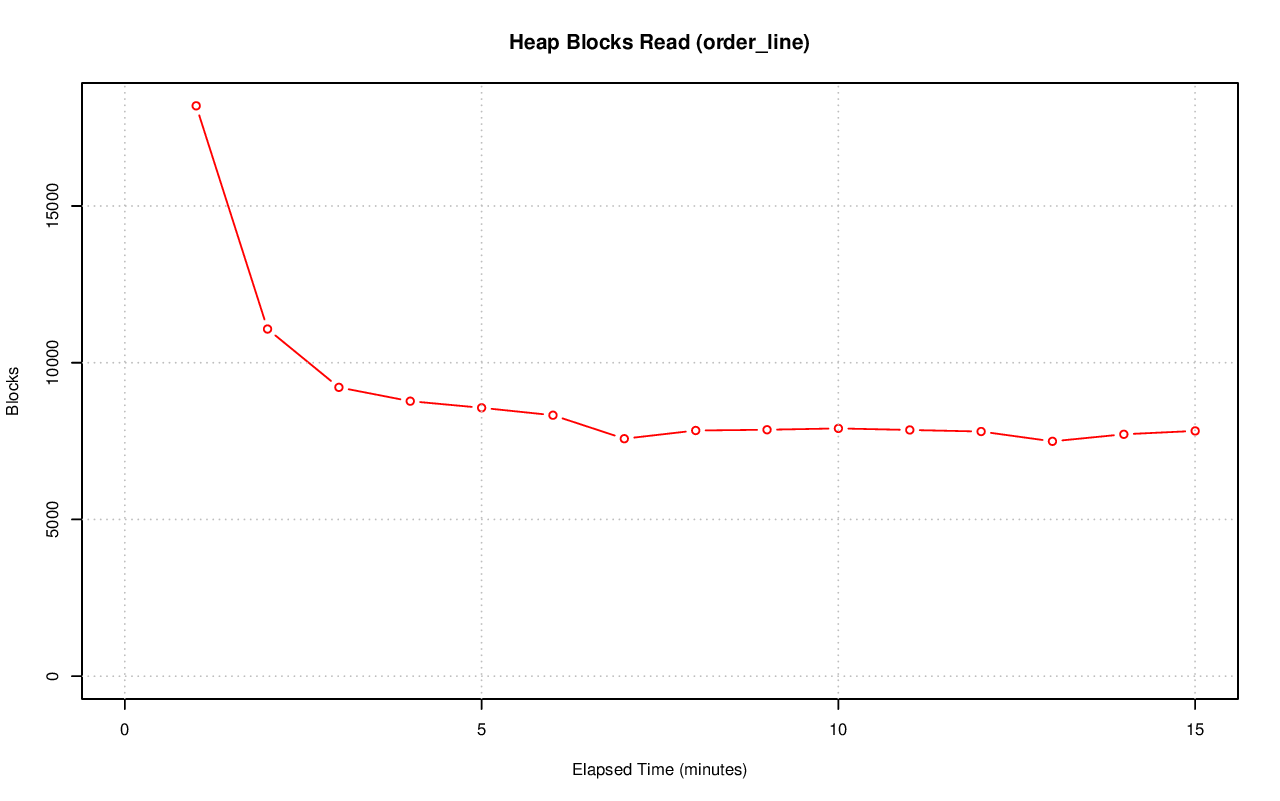 Heap Blocks Read (order_line)
Blocks
15000
10000
5000
0
0 5 10 15
Elapsed Time (minutes)